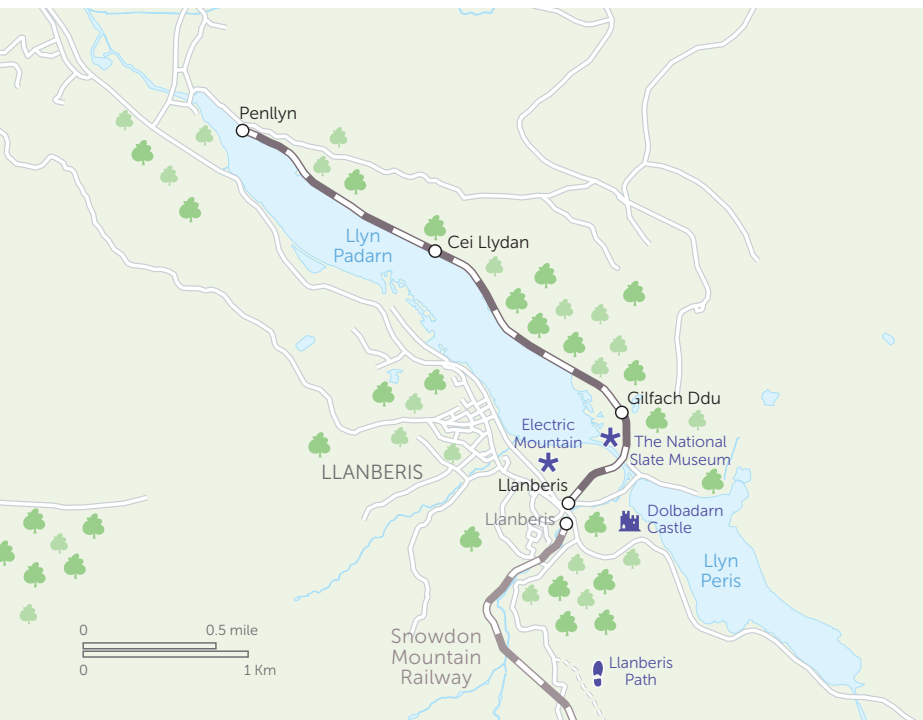 Penllyn
Llyn
Padarn
Cei Llydan
Gilfach Ddu
Electric
Mountain
The National
Slate Museum
LLANBERIS
Llanberis
Llanberis
Dolbadarn
Castle
Llyn
Peris
Snowdon
Mountain
Railway
Llanberis
Path
0 0.5 mile
0 1 Km